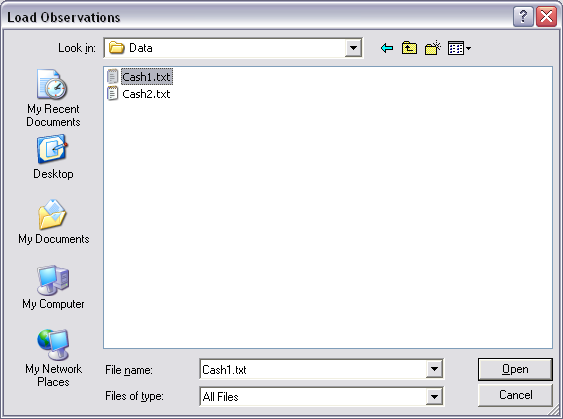 Load Observations
Look in: Data
Cash1.txt
Cash2.txt
My Recent
Documents
Desktop
My Documents
My Computer
My Network
Places
File name: Cash1.txt Open
Files of type: All Files Cancel